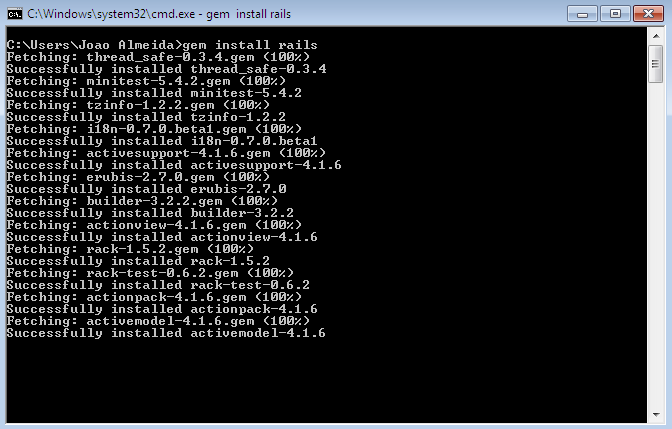 C:\Windows\system32\cmd.exe - gem  install rails
C:\Users\Joao Almeida>gem install rails
Fetching: thread_safe-0.3.4.gem (100%)
Successfully installed thread_safe-0.3.4
Fetching: minitest-5.4.2.gem (100%)
Successfully installed minitest-5.4.2
Fetching: tzinfo-1.2.2.gem (100%)
Successfully installed tzinfo-1.2.2
Fetching: i18n-0.7.0.beta1.gem (100%)
Successfully installed i18n-0.7.0.beta1
Fetching: activesupport-4.1.6.gem (100%)
Successfully installed activesupport-4.1.6
Fetching: erubis-2.7.0.gem (100%)
Successfully installed erubis-2.7.0
Fetching: builder-3.2.2.gem (100%)
Successfully installed builder-3.2.2
Fetching: actionview-4.1.6.gem (100%)
Successfully installed actionview-4.1.6
Fetching: rack-1.5.2.gem (100%)
Successfully installed rack-1.5.2
Fetching: rack-test-0.6.2.gem (100%)
Successfully installed rack-test-0.6.2
Fetching: actionpack-4.1.6.gem (100%)
Successfully installed actionpack-4.1.6
Fetching: activemodel-4.1.6.gem (100%)
Successfully installed activemodel-4.1.6